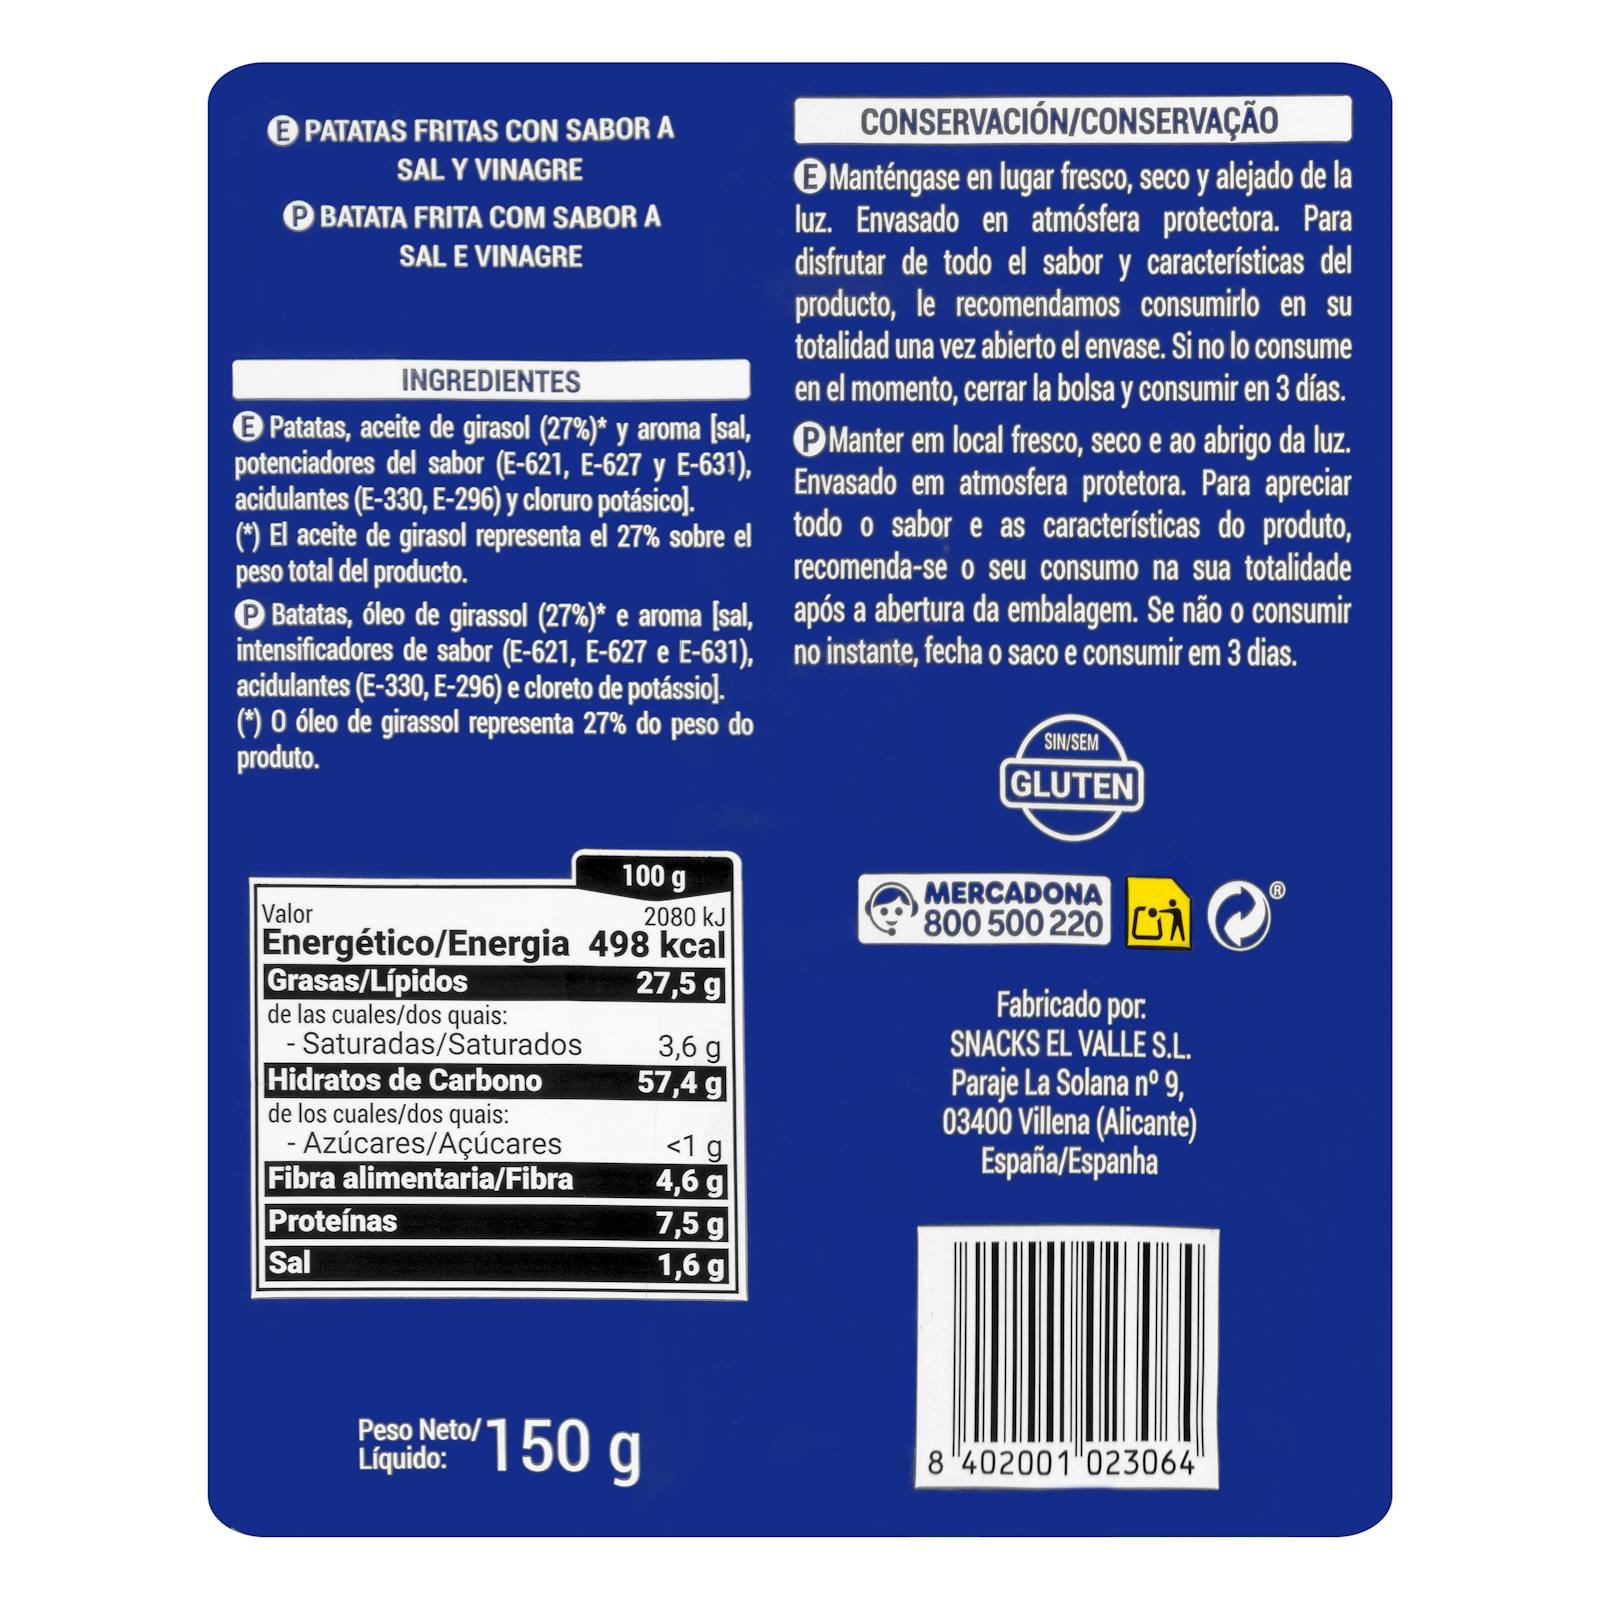 E PATATAS FRITAS CON SABOR A
SAL Y VINAGRE
P BATATA FRITA COM SABOR A
SAL E VINAGRE
INGREDIENTES
E Patatas, aceite de girasol (27%)* y aroma [sal,
potenciadores del sabor (E-621, E-627 y E-631),
acidulantes (E-330, E-296) y cloruro potásico].
(*) El aceite de girasol representa el 27% sobre el
peso total del producto.
P Batatas, óleo de girassol (27%)* e aroma [sal,
intensificadores de sabor (E-621, E-627 e E-631),
acidulantes (E-330, E-296) e cloreto de potássio].
(*) O óleo de girassol representa 27% do peso do
produto.
100 g
Valor 2080 kJ
Energético/Energia 498 kcal
Grasas/Lípidos 27,5 g
de las cuales/dos quais:
- Saturadas/Saturados 3,6 g
Hidratos de Carbono 57,4 g
de los cuales/dos quais:
- Azúcares/Açúcares <1 g
Fibra alimentaria/Fibra 4,6 g
Proteínas 7,5 g
Sal 1,6 g
Peso Neto/
Líquido: 150 g
CONSERVACIÓN/CONSERVAÇÃO
E Manténgase en lugar fresco, seco y alejado de la
luz. Envasado en atmósfera protectora. Para
disfrutar de todo el sabor y características del
producto, le recomendamos consumirlo en su
totalidad una vez abierto el envase. Si no lo consume
en el momento, cerrar la bolsa y consumir en 3 días.
P Manter em local fresco, seco e ao abrigo da luz.
Envasado em atmosfera protetora. Para apreciar
todo o sabor e as características do produto,
recomenda-se o seu consumo na sua totalidade
após a abertura da embalagem. Se não o consumir
no instante, fecha o saco e consumir em 3 dias.
SIN/SEM
GLUTEN
MERCADONA
800 500 220
®
Fabricado por:
SNACKS EL VALLE S.L.
Paraje La Solana nº 9,
03400 Villena (Alicante)
España/Espanha
8 402001 023064